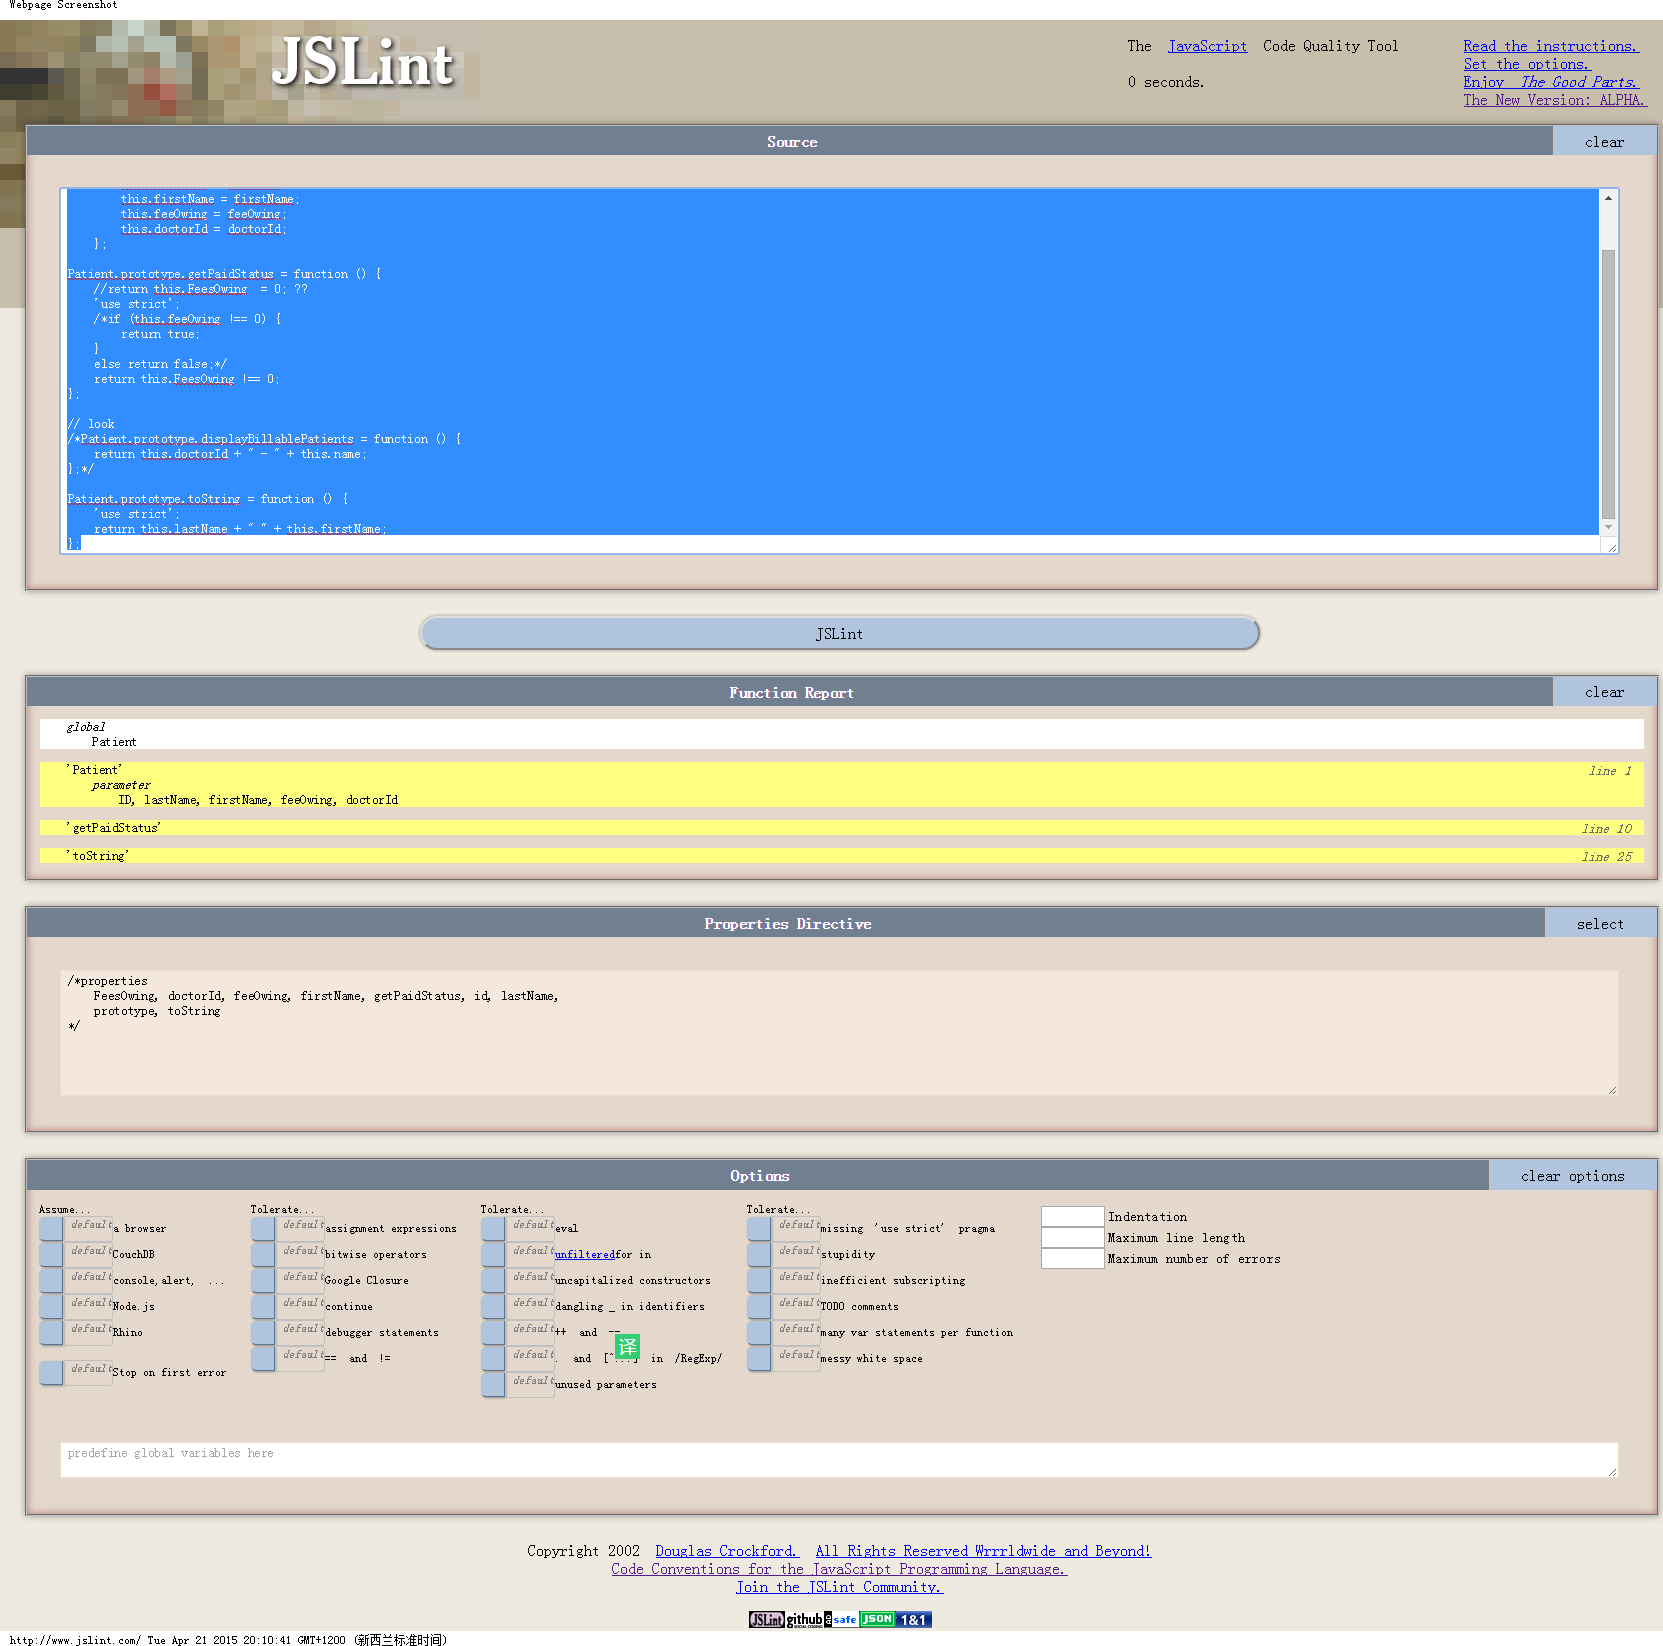 Webpage Screenshot
JSLint
The JavaScript Code Quality Tool
0 seconds.
Read the instructions.
Set the options.
Enjoy The Good Parts.
The New Version: ALPHA.
Source
clear
this.firstName = firstName;
this.feeOwing = feeOwing;
this.doctorId = doctorId;
};
Patient.prototype.getPaidStatus = function () {
//return this.FeesOwing  = 0; ??
'use strict';
/*if (this.feeOwing !== 0) {
return true;
}
else return false;*/
return this.FeesOwing !== 0;
};
// look
/*Patient.prototype.displayBillablePatients = function () {
return this.doctorId + " - " + this.name;
};*/
Patient.prototype.toString = function () {
'use strict';
return this.lastName + " " + this.firstName;
};
JSLint
Function Report
clear
global
Patient
'Patient'
line 1
parameter
ID, lastName, firstName, feeOwing, doctorId
'getPaidStatus'
line 10
'toString'
line 25
Properties Directive
select
/*properties
FeesOwing, doctorId, feeOwing, firstName, getPaidStatus, id, lastName,
prototype, toString
*/
Options
clear options
Assume...
default a browser
default CouchDB
default console, alert, ...
default Node.js
default Rhino
default Stop on first error
Tolerate...
default assignment expressions
default bitwise operators
default Google Closure
default continue
default debugger statements
default == and !=
Tolerate...
default eval
default unfiltered for in
default uncapitalized constructors
default dangling _ in identifiers
default ++ and --
译
default . and [^...] in /RegExp/
default unused parameters
Tolerate...
default missing 'use strict' pragma
default stupidity
default inefficient subscripting
default TODO comments
default many var statements per function
default messy white space
Indentation
Maximum line length
Maximum number of errors
predefine global variables here
Copyright 2002 Douglas Crockford. All Rights Reserved Wrrrldwide and Beyond!
Code Conventions for the JavaScript Programming Language.
Join the JSLint Community.
JSLint github SOCIAL CODING safe JSON 1&1
http://www.jslint.com/ Tue Apr 21 2015 20:10:41 GMT+1200 (新西兰标准时间)